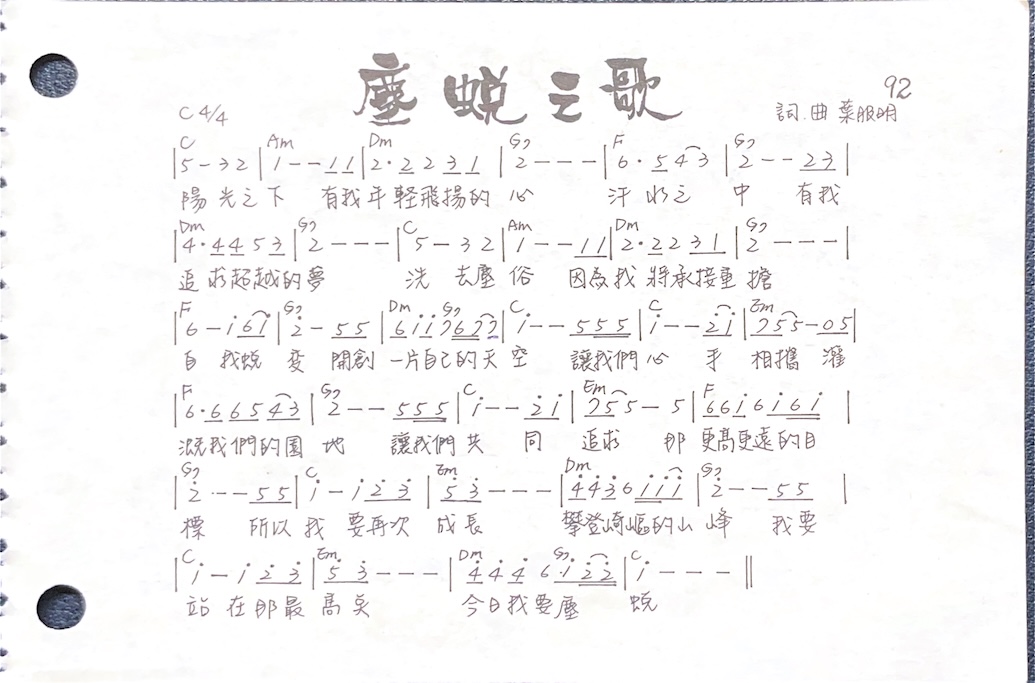 塵蛻之歌
92
C 4/4
詞.曲 葉服明
C Am Dm G7 F G7
|5 - 3 2|1 - - 1 1|2 · 2 2 3 1|2 - - -|6 · 5 4 3|2 - - 2 3|
陽光之下 有我年輕飛揚的心 汗水之中 有我
Dm G7 C Am Dm G7
|4 · 4 4 5 3|2 - - -|5 - 3 2|1 - - 1 1|2 · 2 2 3 1|2 - - -|
追求超越的夢 洗去塵俗 因為我將承接重擔
F G7 Dm G7 C C Em
|6 - i 6 i|2̇ - 5 5|6 i i 7 6 7 7|i - - 5 5 5|i - - 2̇ i|7 5 5 - 0 5|
自我蛻變 開創一片自己的天空 讓我們心手相攜 灌
F G7 C Em F
|6 · 6 6 5 4 3|2 - - 5 5 5|i - - 2̇ i|7 5 5 - 5|6 6 i 6 i 6 i|
溉我們的園地 讓我們共同追求 那更高更遠的目
G7 C Em Dm G7
|2̇ - - 5 5|i - i 2̇ 3̇|5̇ 3̇ - - -|4̇ 4̇ 3̇ 6 i i i|2̇ - - 5 5|
標 所以我要再次成長 攀登崎嶇的山峰 我要
C Em Dm G7 C
|i - i 2̇ 3̇|5̇ 3̇ - - -|4̇ 4̇ 4̇ 6 · i 2̇ 2̇|i - - -‖
站在那最高点 今日我要塵蛻